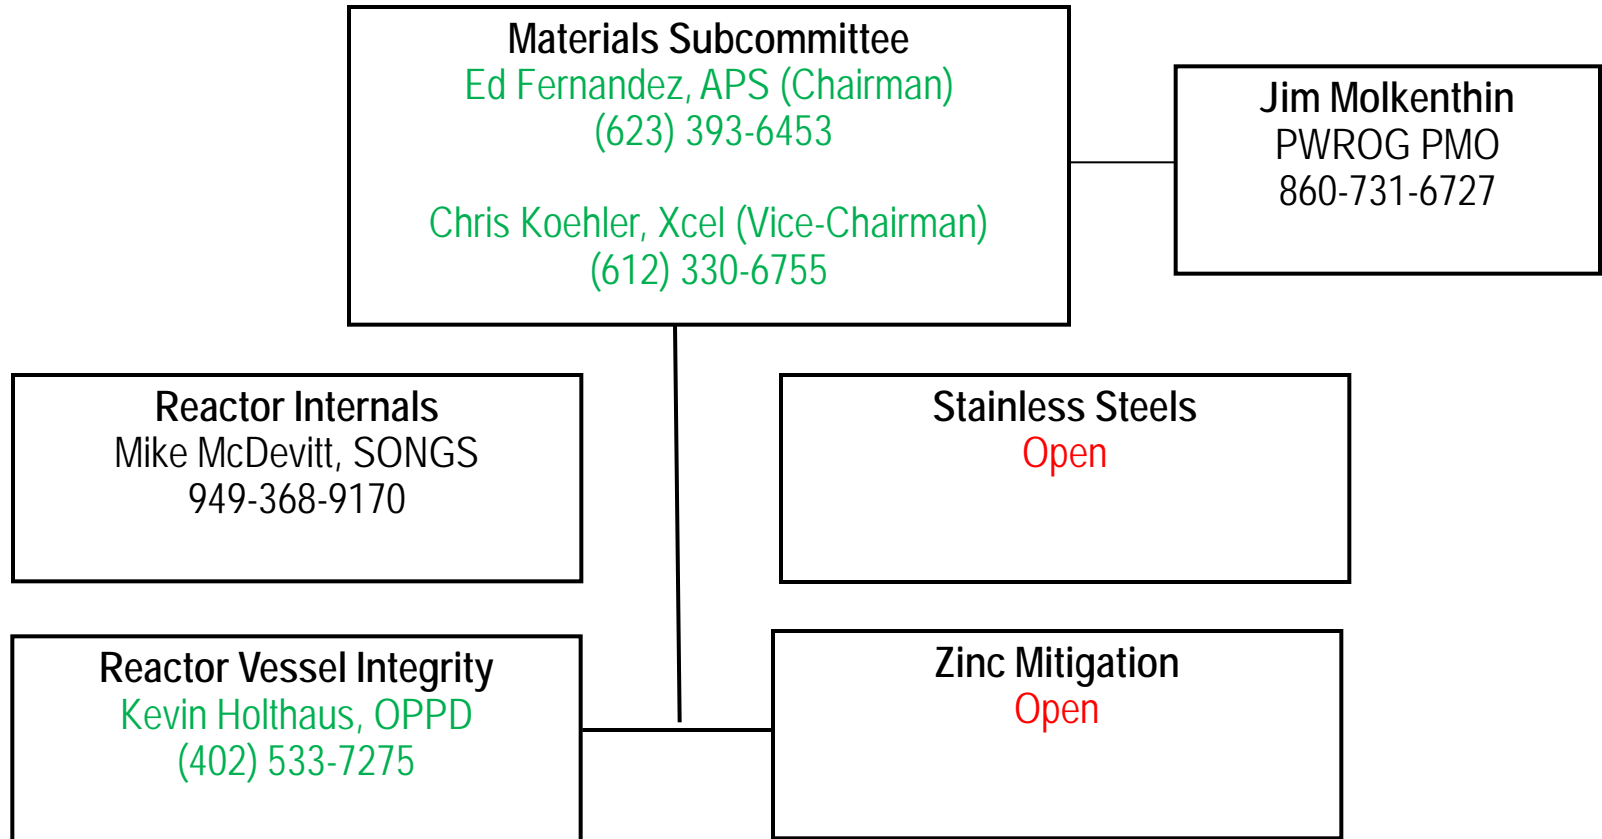 Materials Subcommittee
Ed Fernandez, APS (Chairman)
(623) 393-6453
Chris Koehler, Xcel (Vice-Chairman)
(612) 330-6755
Jim Molkenthin
PWROG PMO
860-731-6727
Reactor Internals
Mike McDevitt, SONGS
949-368-9170
Stainless Steels
Open
Reactor Vessel Integrity
Kevin Holthaus, OPPD
(402) 533-7275
Zinc Mitigation
Open